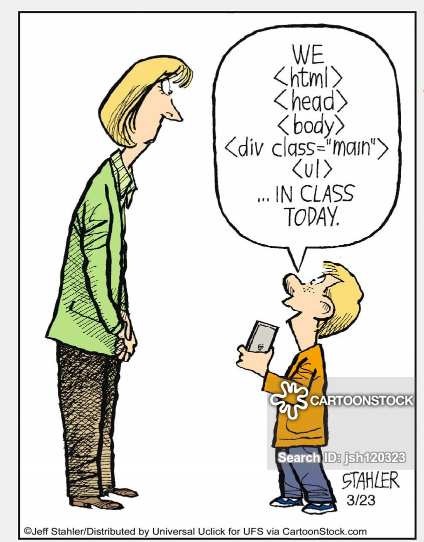 WE
<html>
<head>
<body>
<div class="main">
<ul>
... IN CLASS
TODAY.
CARTOONSTOCK
Search ID: jsh120323
STAHLER
3/23
©Jeff Stahler/Distributed by Universal Uclick for UFS via CartoonStock.com